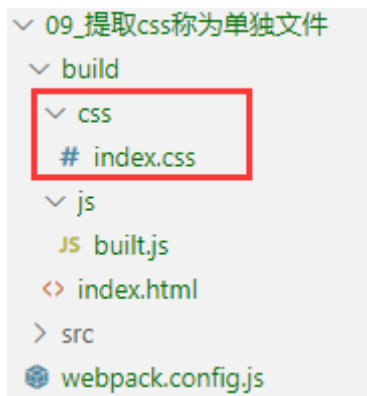 09_提取css称为单独文件
build
css
# index.css
js
JS built.js
<> index.html
src
webpack.config.js